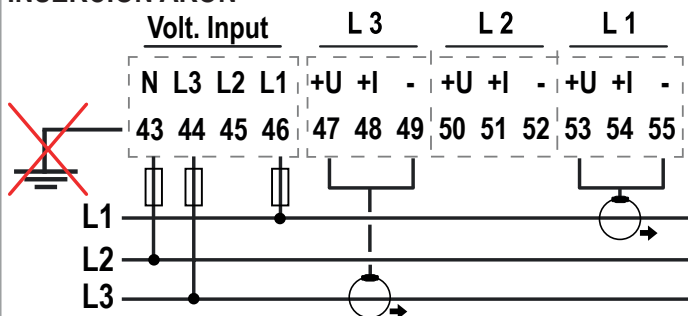 INSERCIÓN ARON
Volt. Input L 3 L 2 L 1
N L3 L2 L1 +U +I - +U +I - +U +I -
43 44 45 46 47 48 49 50 51 52 53 54 55
L1
L2
L3